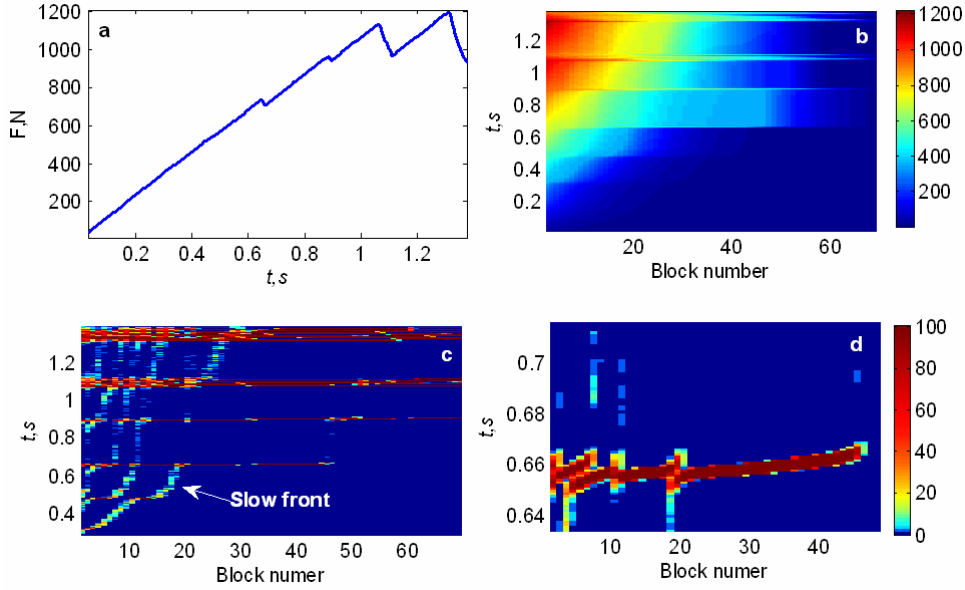 a
F,N
1200
1000
800
600
400
200
0.2 0.4 0.6 0.8 1 1.2
t,s
b
t,s
1.2
1
0.8
0.6
0.4
0.2
20 40 60
Block number
1200
1000
800
600
400
200
c
t,s
1.2
1
0.8
0.6
0.4
Slow front
10 20 30 40 50 60
Block numer
d
t,s
0.7
0.68
0.66
0.64
10 20 30 40
Block numer
100
80
60
40
20
0